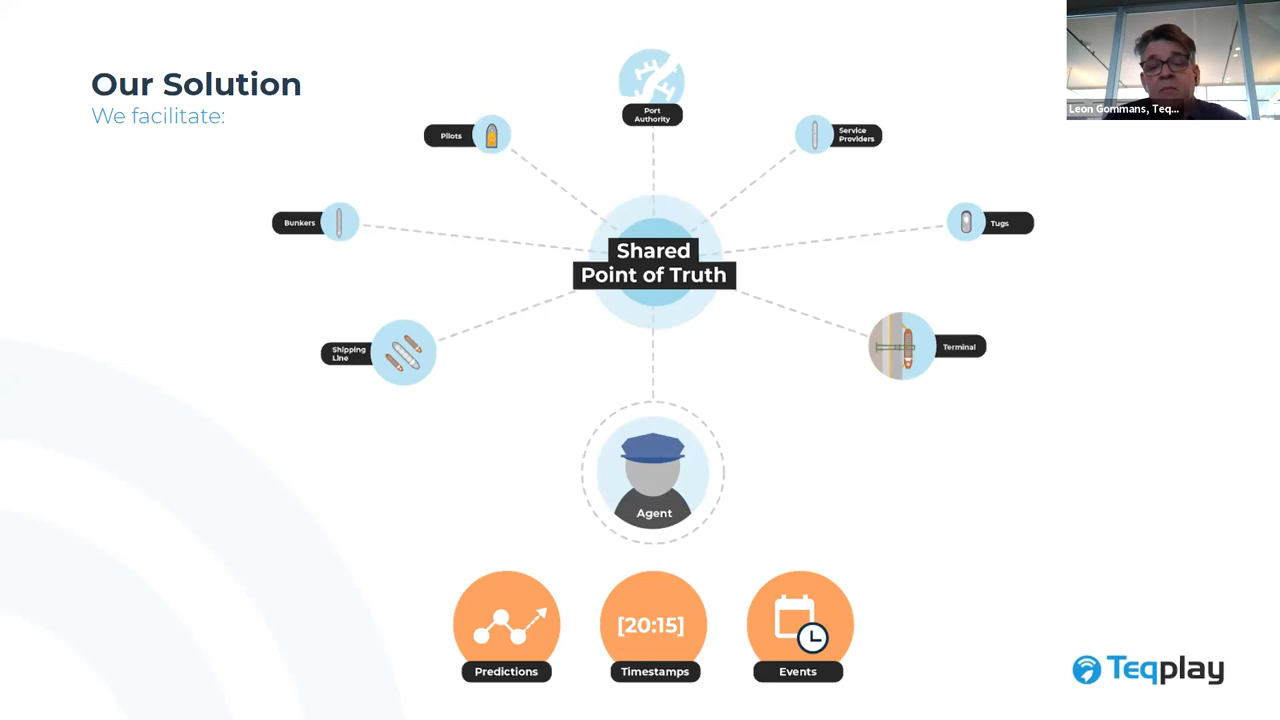 Our Solution
We facilitate:
Leon Gommans, Teq...
Port
Authority
Pilots
Service
Providers
Bunkers
Tugs
Shared
Point of Truth
Shipping
Line
Terminal
Agent
[20:15]
Predictions
Timestamps
Events
Teqplay